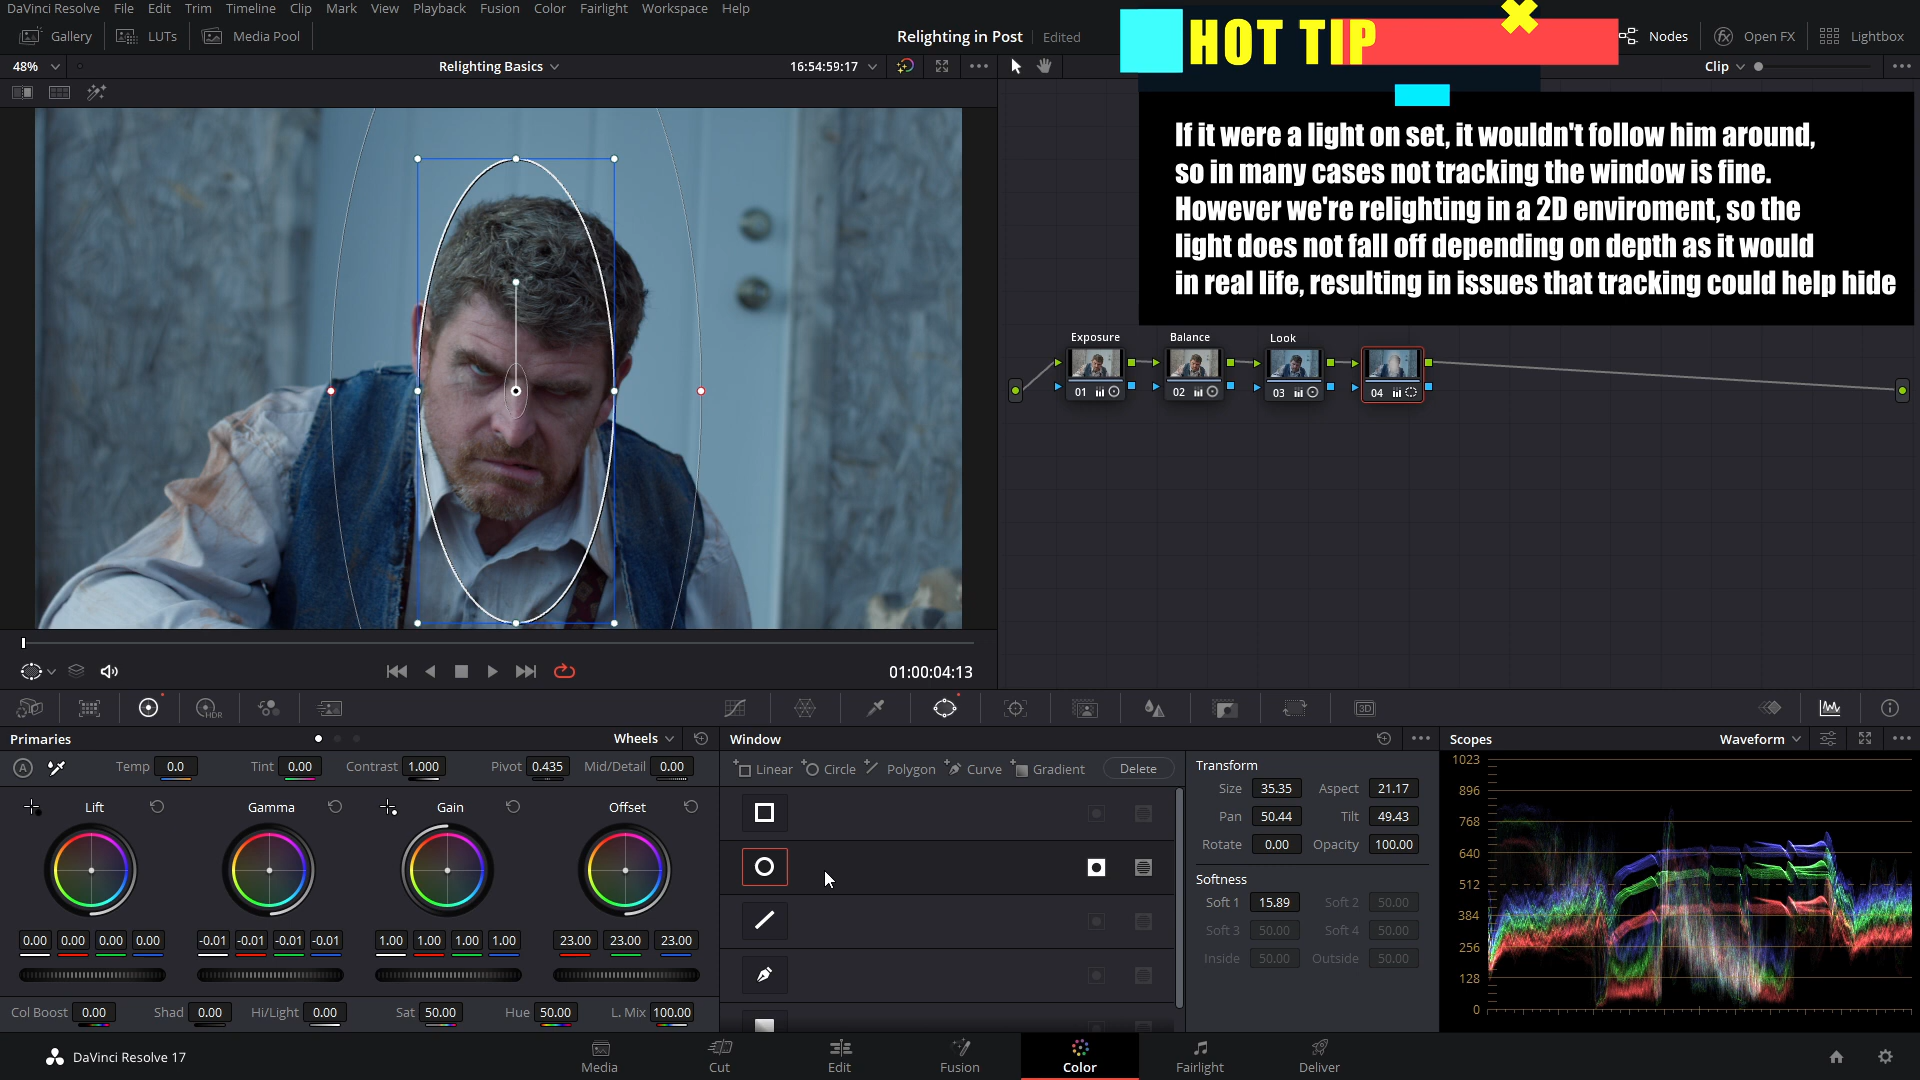 DaVinci Resolve File Edit Trim Timeline Clip Mark View Playback Fusion Color Fairlight Workspace Help
Gallery LUTs Media Pool
Relighting in Post Edited
Nodes Open FX Lightbox
48% Relighting Basics 16:54:59:17
Clip
HOT TIP
If it were a light on set, it wouldn't follow him around,
so in many cases not tracking the window is fine.
However we're relighting in a 2D enviroment, so the
light does not fall off depending on depth as it would
in real life, resulting in issues that tracking could help hide
Exposure Balance Look
01 02 03 04
01:00:04:13
HDR
3D
Primaries Wheels
A Temp 0.0 Tint 0.00 Contrast 1.000 Pivot 0.435 Mid/Detail 0.00
Lift Gamma Gain Offset
0.00 0.00 0.00 0.00 -0.01 -0.01 -0.01 -0.01 1.00 1.00 1.00 1.00 23.00 23.00 23.00
Col Boost 0.00 Shad 0.00 Hi/Light 0.00 Sat 50.00 Hue 50.00 L. Mix 100.00
Window
Linear Circle Polygon Curve Gradient Delete
Transform
Size 35.35 Aspect 21.17
Pan 50.44 Tilt 49.43
Rotate 0.00 Opacity 100.00
Softness
Soft 1 15.89 Soft 2 50.00
Soft 3 50.00 Soft 4 50.00
Inside 50.00 Outside 50.00
Scopes Waveform
1023
896
768
640
512
384
256
128
0
DaVinci Resolve 17
Media Cut Edit Fusion Color Fairlight Deliver